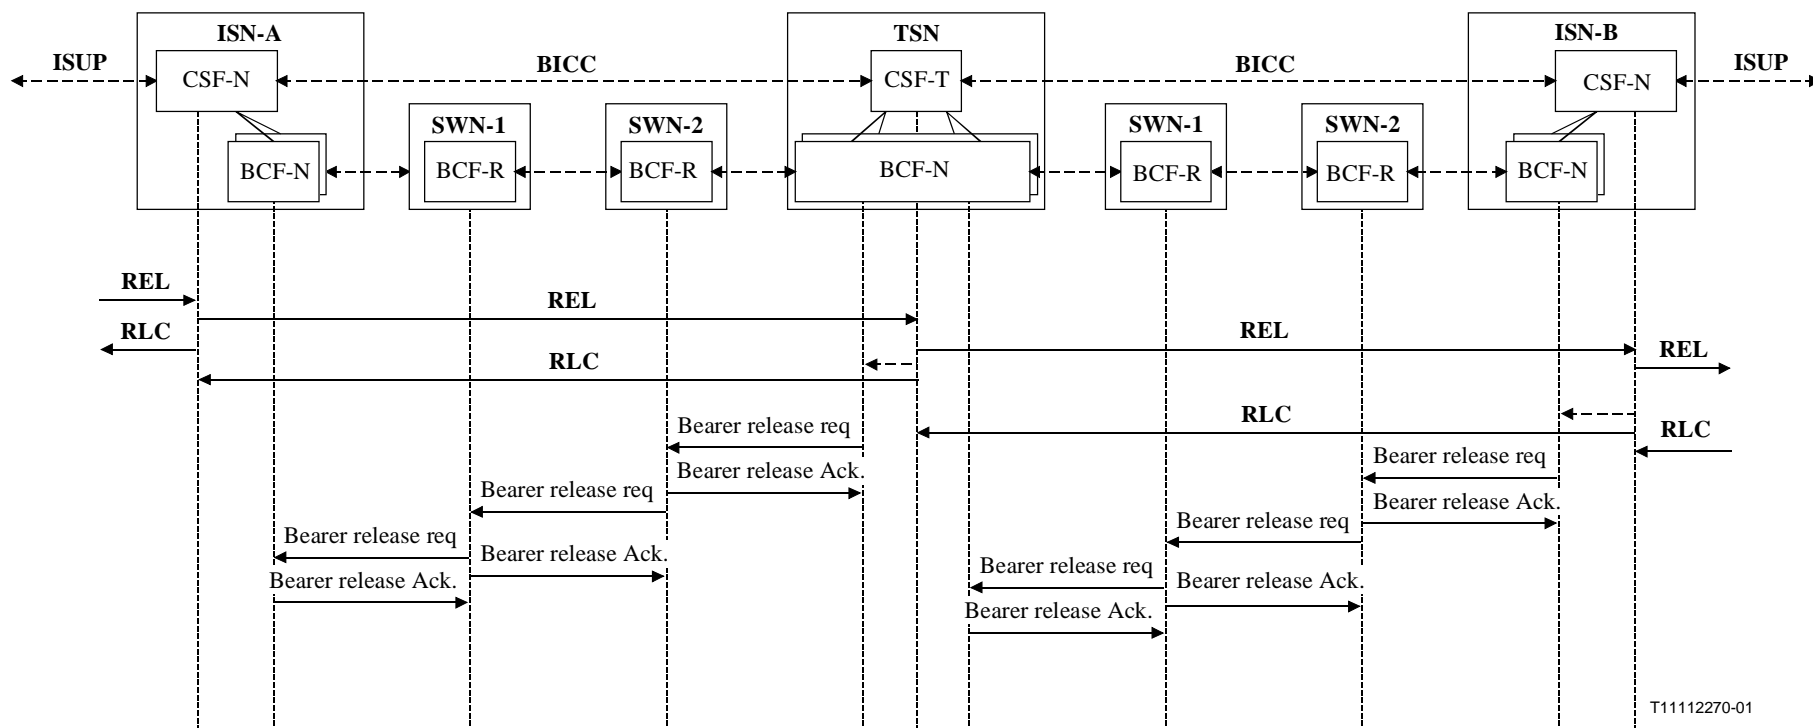 ISN-A
TSN
ISN-B
ISUP
CSF-N
BICC
CSF-T
BICC
CSF-N
ISUP
SWN-1
SWN-2
SWN-1
SWN-2
BCF-N
BCF-R
BCF-R
BCF-N
BCF-R
BCF-R
BCF-N
REL
REL
RLC
REL
REL
RLC
RLC
RLC
Bearer release req
Bearer release req
Bearer release Ack.
Bearer release req
Bearer release Ack.
Bearer release req
Bearer release req
Bearer release Ack.
Bearer release req
Bearer release Ack.
Bearer release Ack.
Bearer release Ack.
T11112270-01